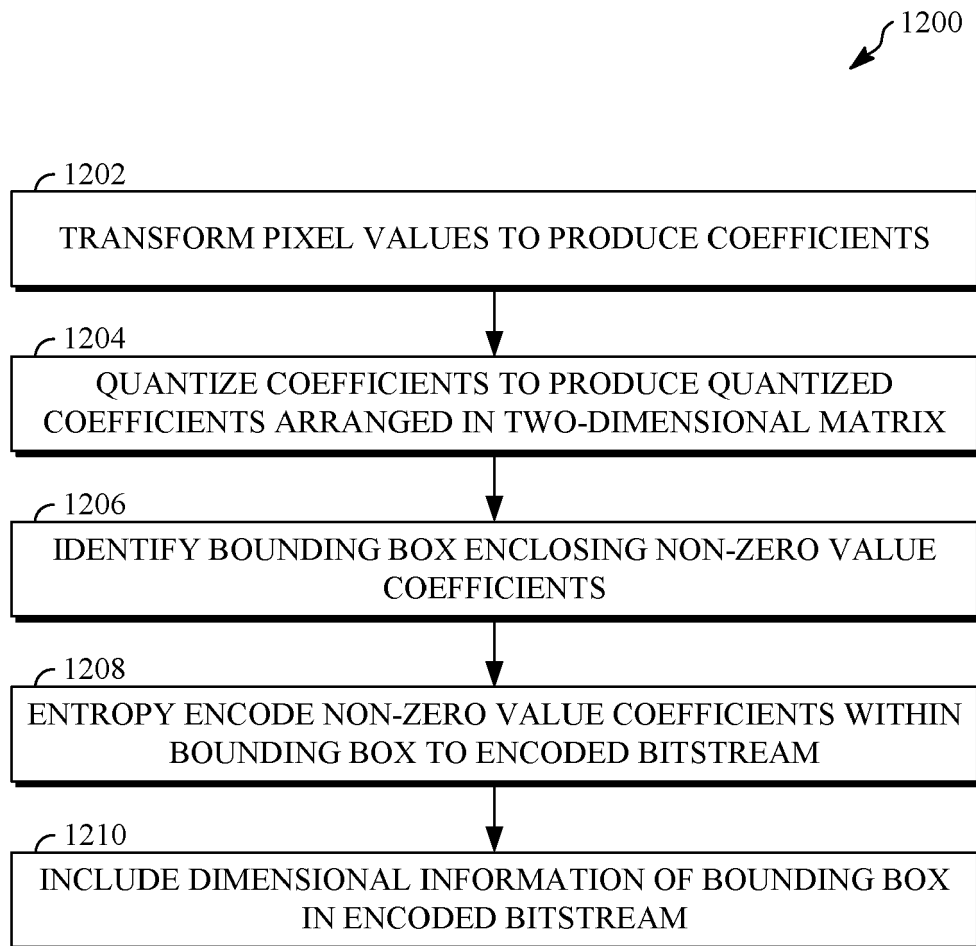 1200
1202
TRANSFORM PIXEL VALUES TO PRODUCE COEFFICIENTS
1204
QUANTIZE COEFFICIENTS TO PRODUCE QUANTIZED
COEFFICIENTS ARRANGED IN TWO-DIMENSIONAL MATRIX
1206
IDENTIFY BOUNDING BOX ENCLOSING NON-ZERO VALUE
COEFFICIENTS
1208
ENTROPY ENCODE NON-ZERO VALUE COEFFICIENTS WITHIN
BOUNDING BOX TO ENCODED BITSTREAM
1210
INCLUDE DIMENSIONAL INFORMATION OF BOUNDING BOX
IN ENCODED BITSTREAM